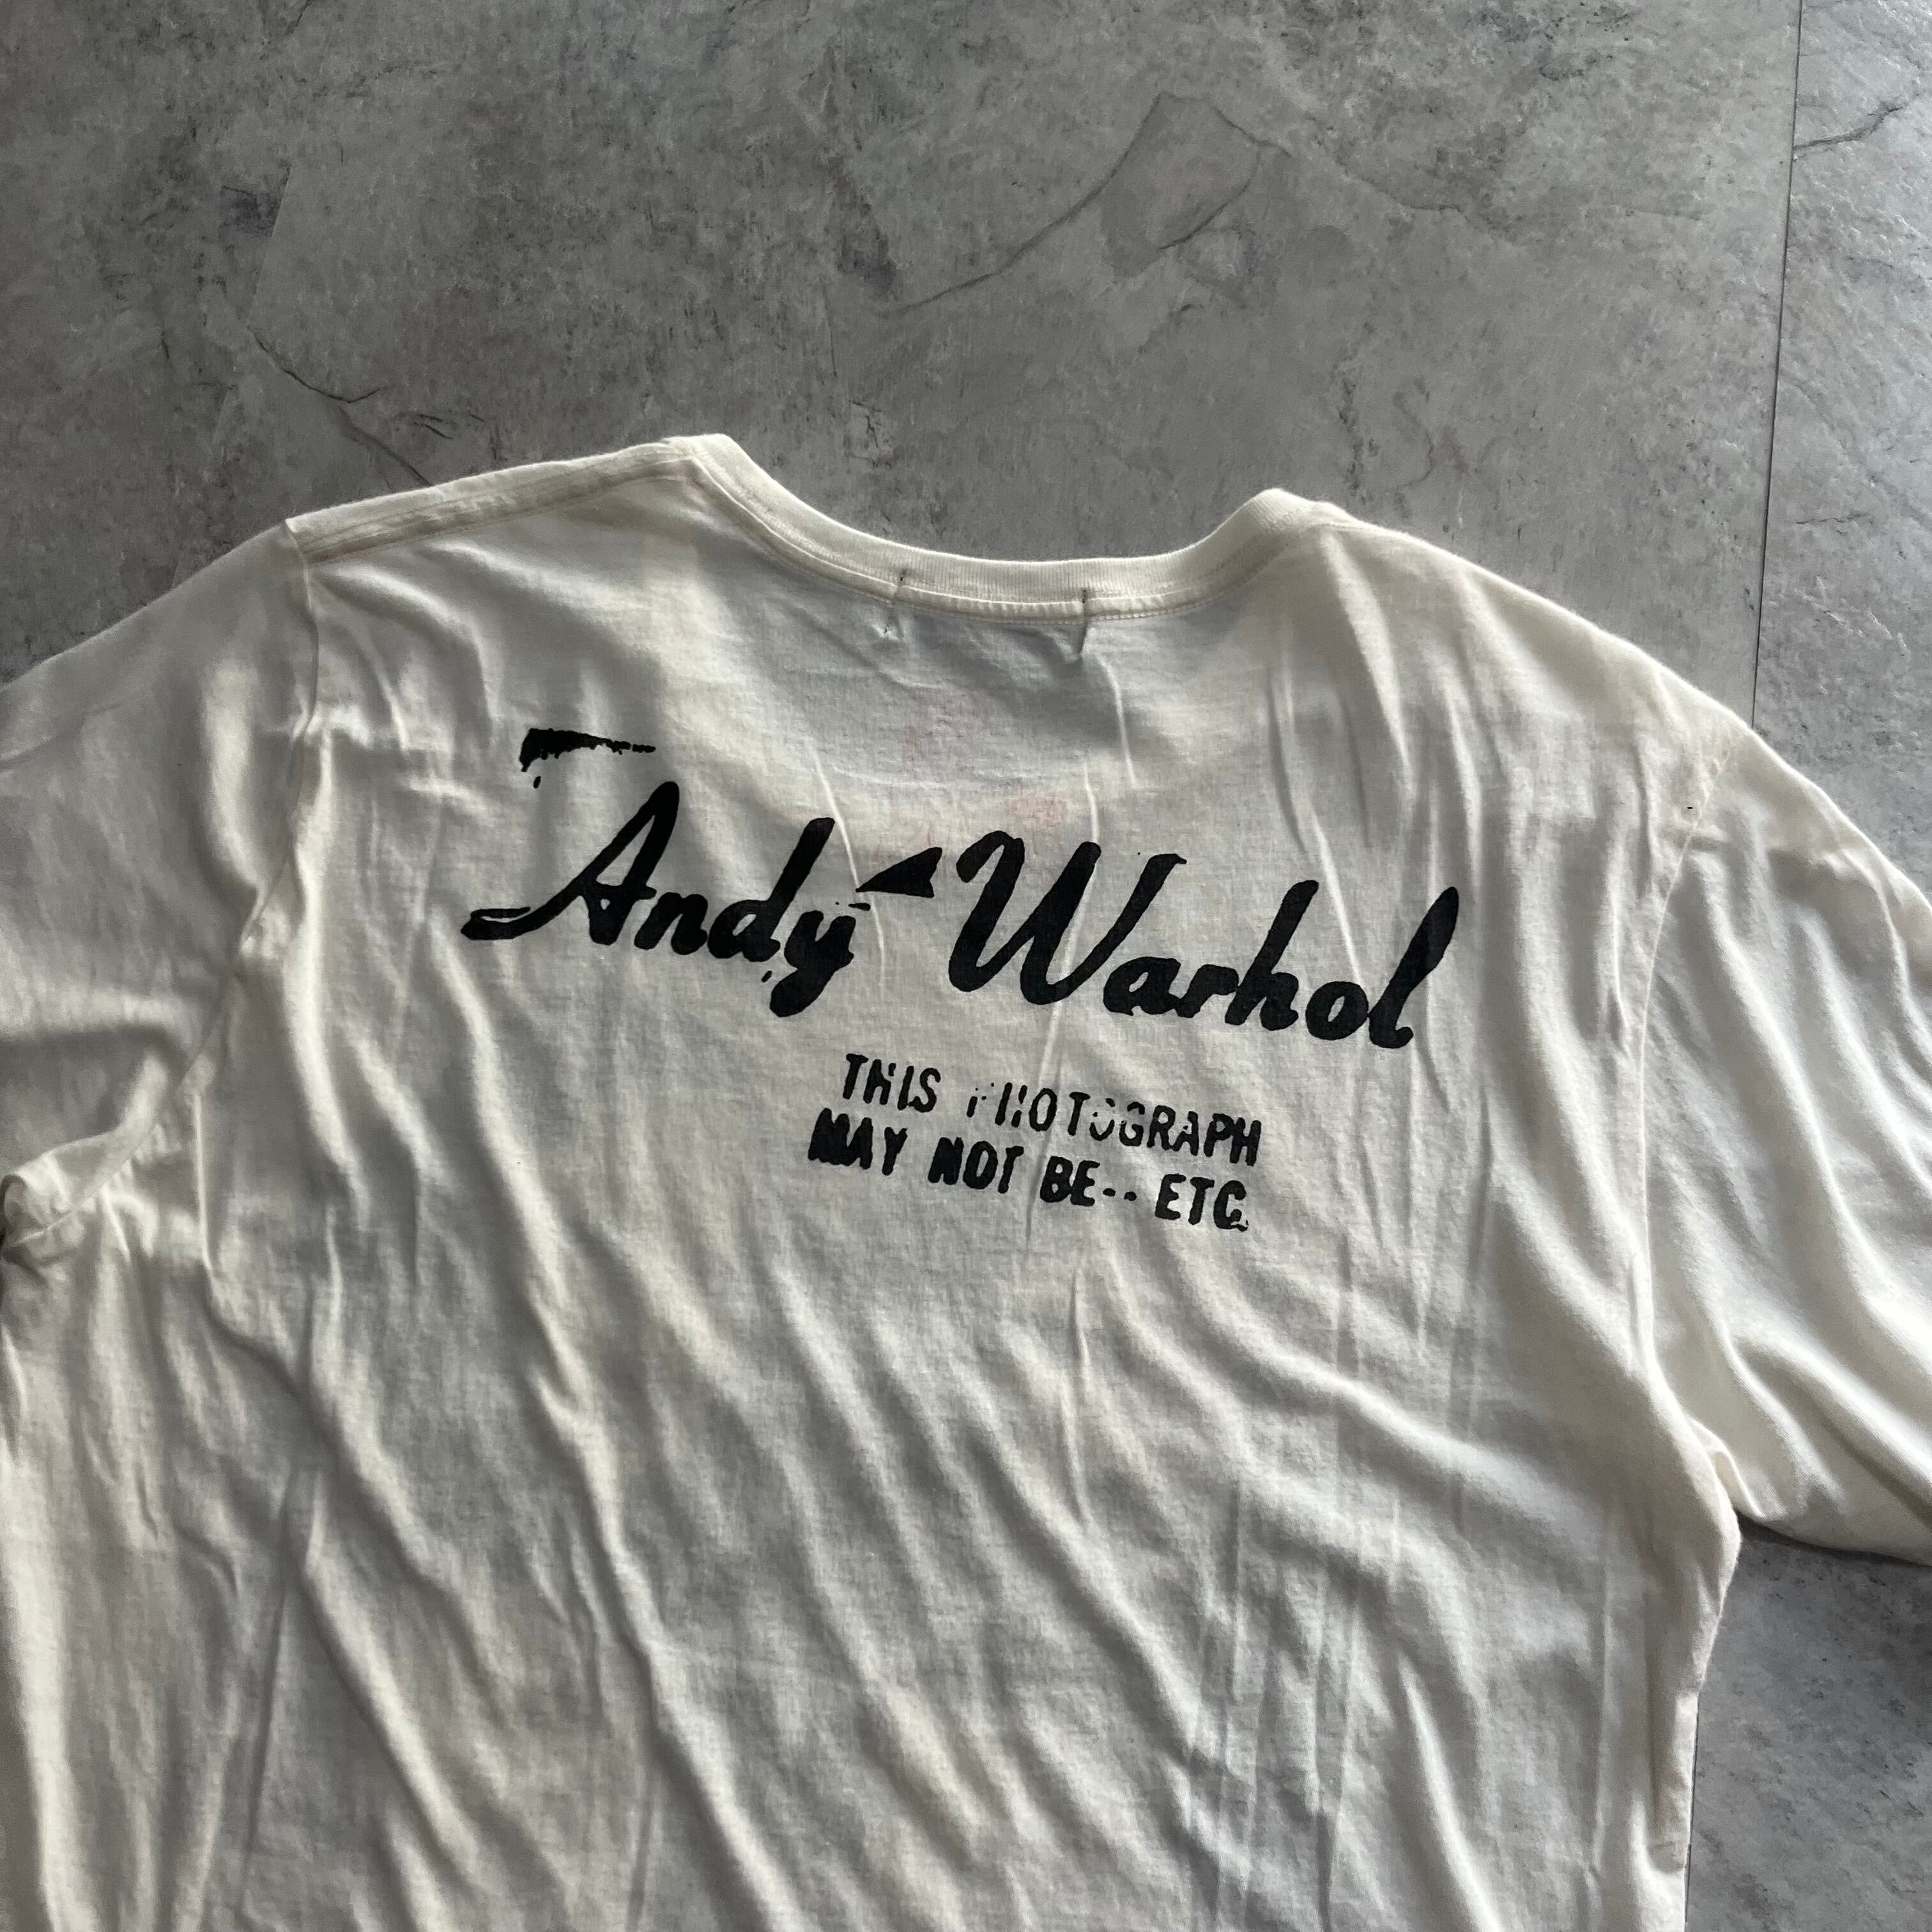 Andy Warhol
THIS PHOTOGRAPH
MAY NOT BE-- ETC.